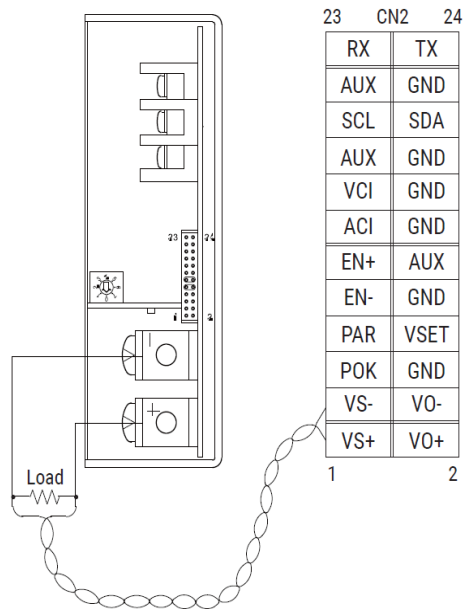 23 CN2 24
RX TX
AUX GND
SCL SDA
AUX GND
VCI GND
ACI GND
EN+ AUX
EN- GND
PAR VSET
POK GND
VS- VO-
VS+ VO+
1 2
23 24
1 2
-
+
Load